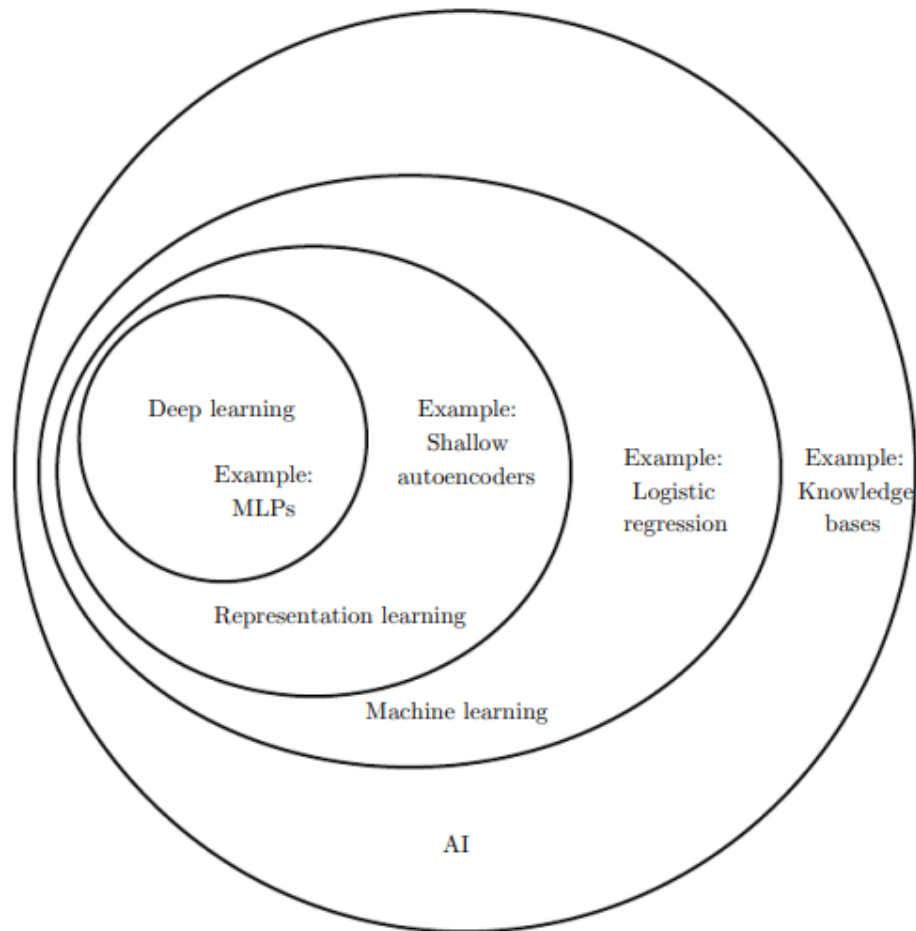 Deep learning
Example:
MLPs
Example:
Shallow
autoencoders
Example:
Logistic
regression
Example:
Knowledge
bases
Representation learning
Machine learning
AI